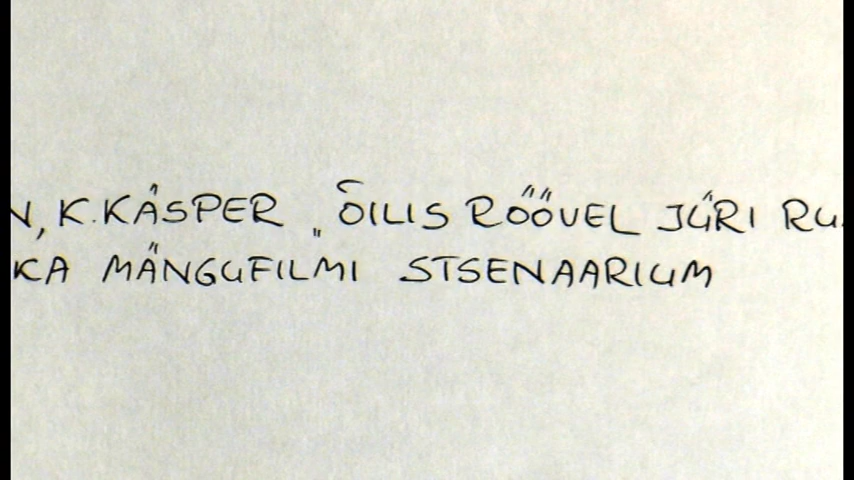 N, K. KÄSPER „ÕILIS RÖÖVEL JÜRI RU
KA MÄNGUFILMI STSENAARIUM